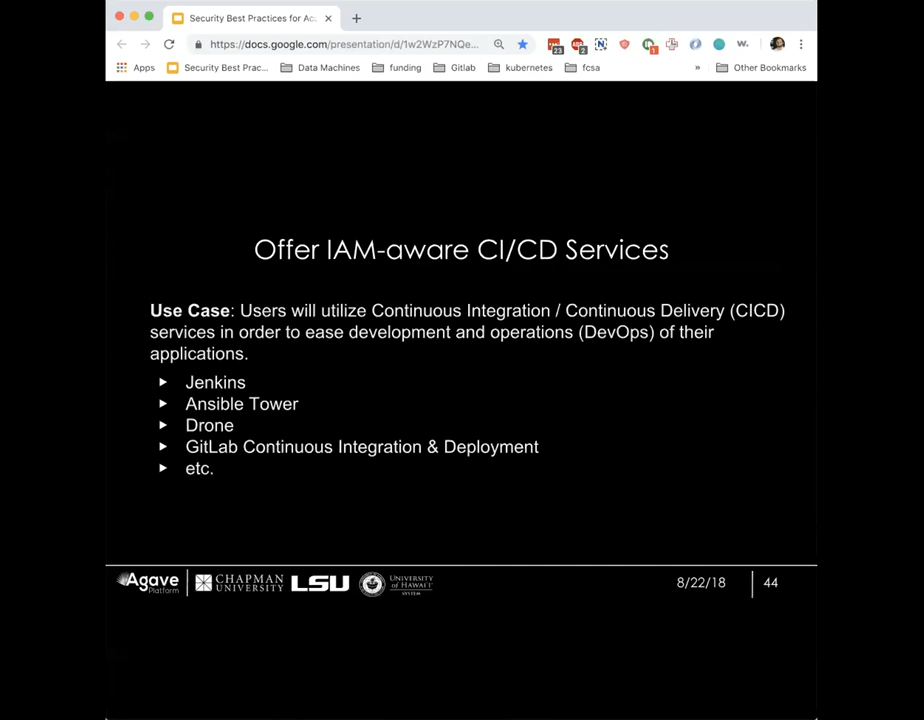 Security Best Practices for Ac
https://docs.google.com/presentation/d/1w2WzP7NQe...
23
2
N
1
w.
Apps
Security Best Prac...
Data Machines
funding
Gitlab
kubernetes
fcsa
»
Other Bookmarks
Offer IAM-aware CI/CD Services
Use Case: Users will utilize Continuous Integration / Continuous Delivery (CICD)
services in order to ease development and operations (DevOps) of their
applications.
Jenkins
Ansible Tower
Drone
GitLab Continuous Integration & Deployment
etc.
Agave
Platform
CHAPMAN
UNIVERSITY
LSU
UNIVERSITY
of HAWAI'I
SYSTEM
8/22/18
44